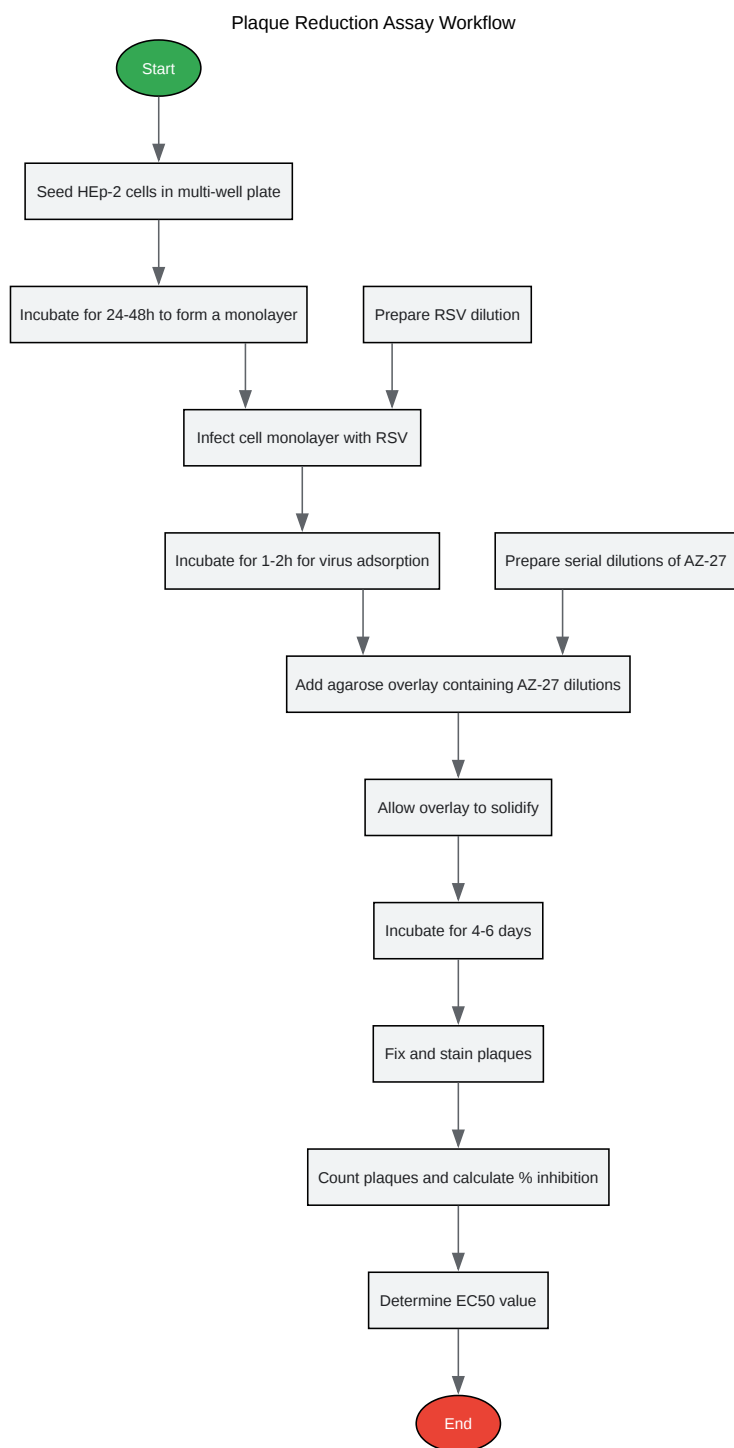 Plaque Reduction Assay Workflow
Start
Seed HEp-2 cells in multi-well plate
Incubate for 24-48h to form a monolayer
Prepare RSV dilution
Infect cell monolayer with RSV
Incubate for 1-2h for virus adsorption
Prepare serial dilutions of AZ-27
Add agarose overlay containing AZ-27 dilutions
Allow overlay to solidify
Incubate for 4-6 days
Fix and stain plaques
Count plaques and calculate % inhibition
Determine EC50 value
End